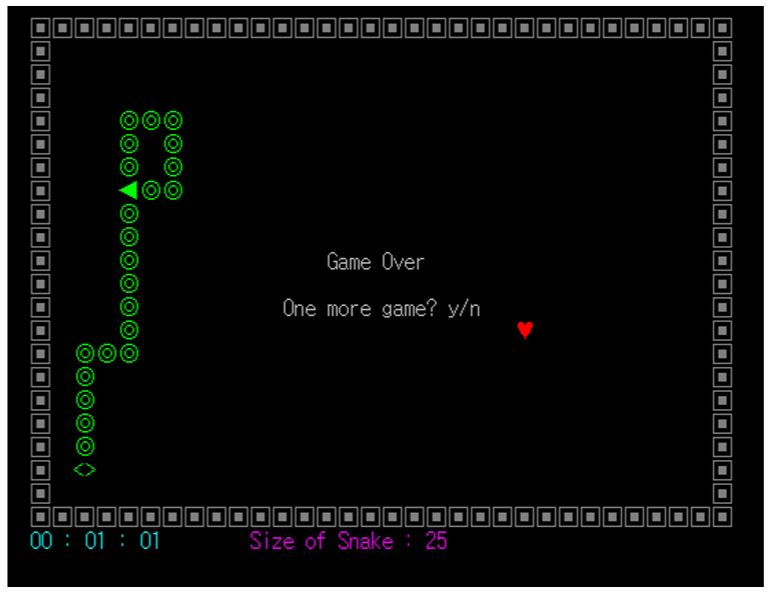 Game Over
One more game? y/n
00 : 01 : 01 Size of Snake : 25